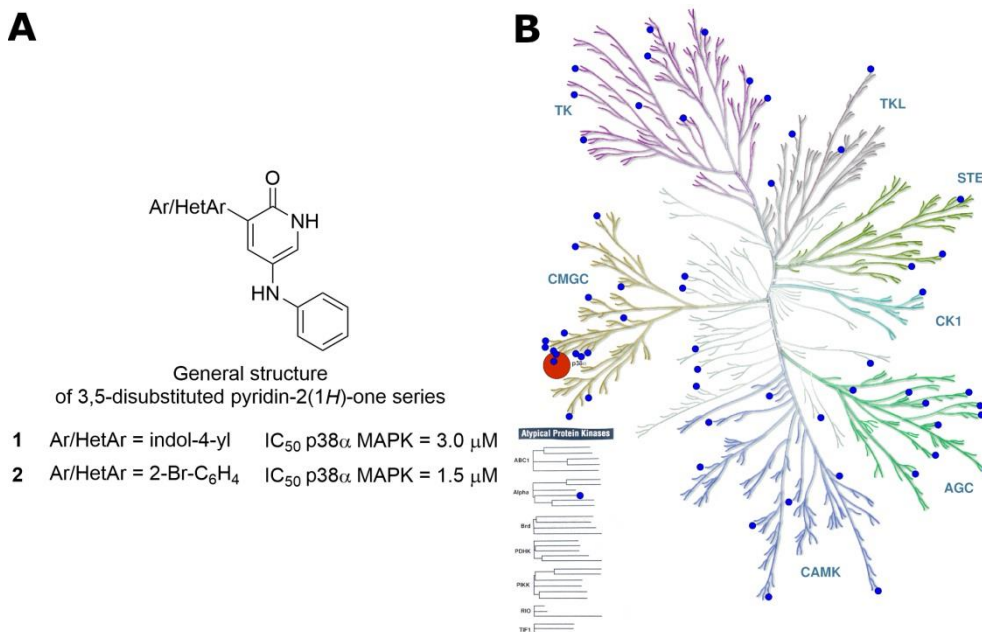 A
O
Ar/HetAr
NH
HN
General structure
of 3,5-disubstituted pyridin-2(1H)-one series
1 Ar/HetAr = indol-4-yl IC50 p38α MAPK = 3.0 μM
2 Ar/HetAr = 2-Br-C6H4 IC50 p38α MAPK = 1.5 μM
B
TK
TKL
STE
CMGC
CK1
p38α
AGC
CAMK
Atypical Protein Kinases
ABC1
Alpha
Brd
PDHK
PIKK
RIO
TIF1